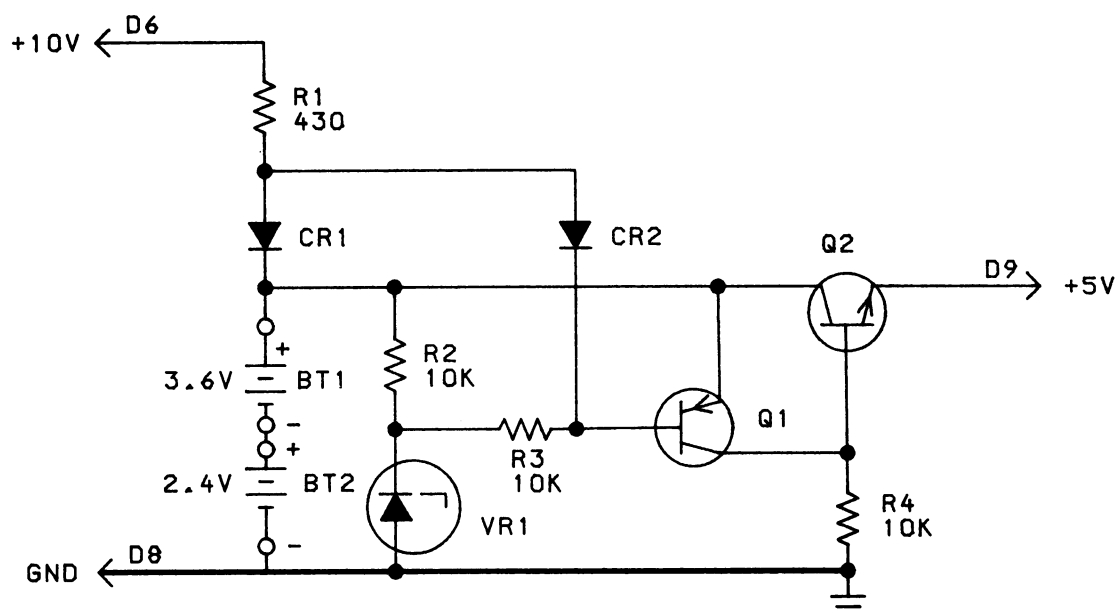 D6
+10V
R1
430
CR1
CR2
Q2
D9
+5V
R2
10K
+
3.6V
BT1
-
+
Q1
R3
10K
2.4V
BT2
VR1
R4
10K
-
D8
GND